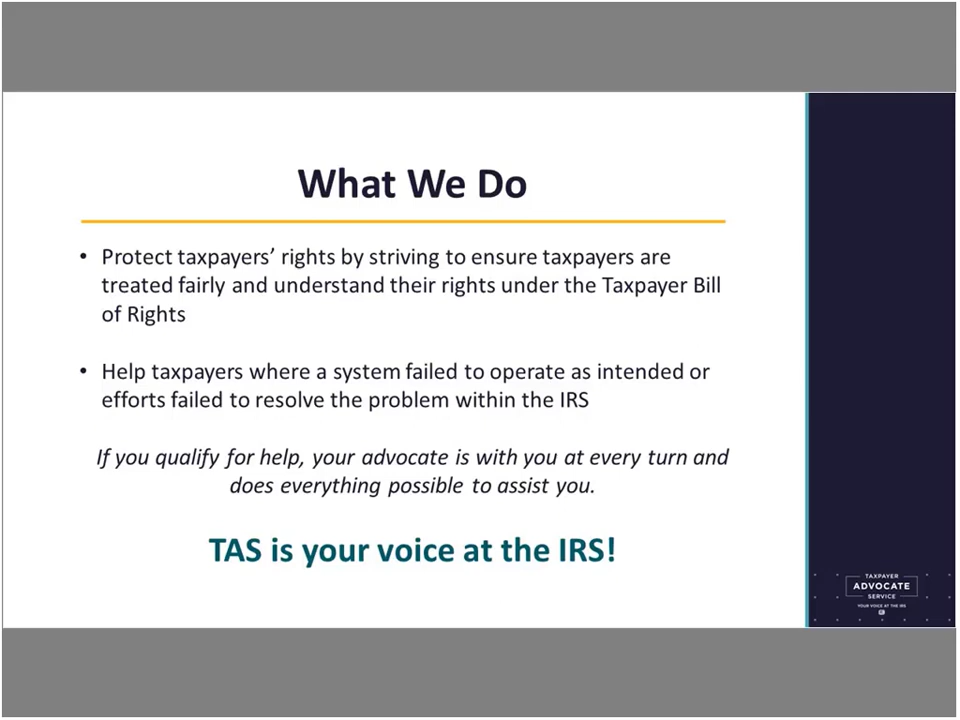 What We Do
• Protect taxpayers’ rights by striving to ensure taxpayers are
treated fairly and understand their rights under the Taxpayer Bill
of Rights
• Help taxpayers where a system failed to operate as intended or
efforts failed to resolve the problem within the IRS
If you qualify for help, your advocate is with you at every turn and
does everything possible to assist you.
TAS is your voice at the IRS!
TAXPAYER
ADVOCATE
SERVICE
YOUR VOICE AT THE IRS